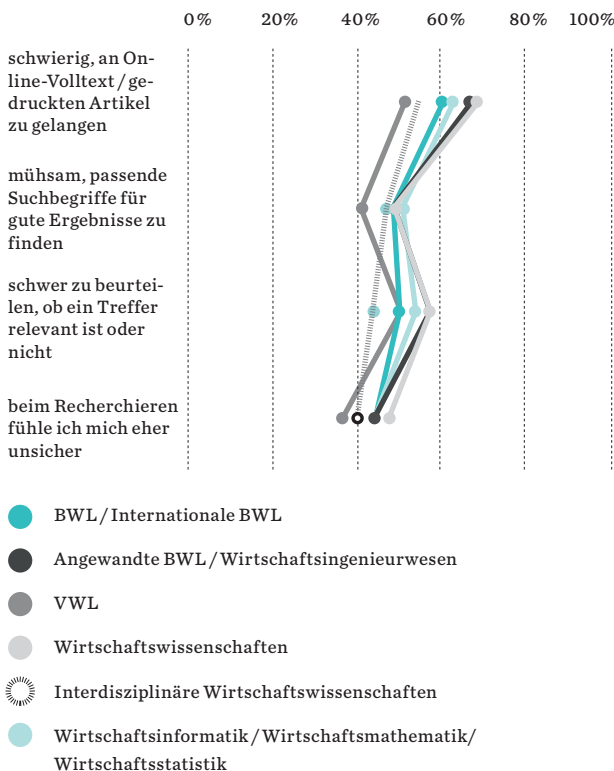 0 % 20 % 40 % 60 % 80 % 100 %
schwierig, an On-
line-Volltext / ge-
druckten Artikel
zu gelangen
mühsam, passende
Suchbegriffe für
gute Ergebnisse zu
finden
schwer zu beurtei-
len, ob ein Treffer
relevant ist oder
nicht
beim Recherchieren
fühle ich mich eher
unsicher
BWL / Internationale BWL
Angewandte BWL / Wirtschaftsingenieurwesen
VWL
Wirtschaftswissenschaften
Interdisziplinäre Wirtschaftswissenschaften
Wirtschaftsinformatik / Wirtschaftsmathematik /
Wirtschaftsstatistik